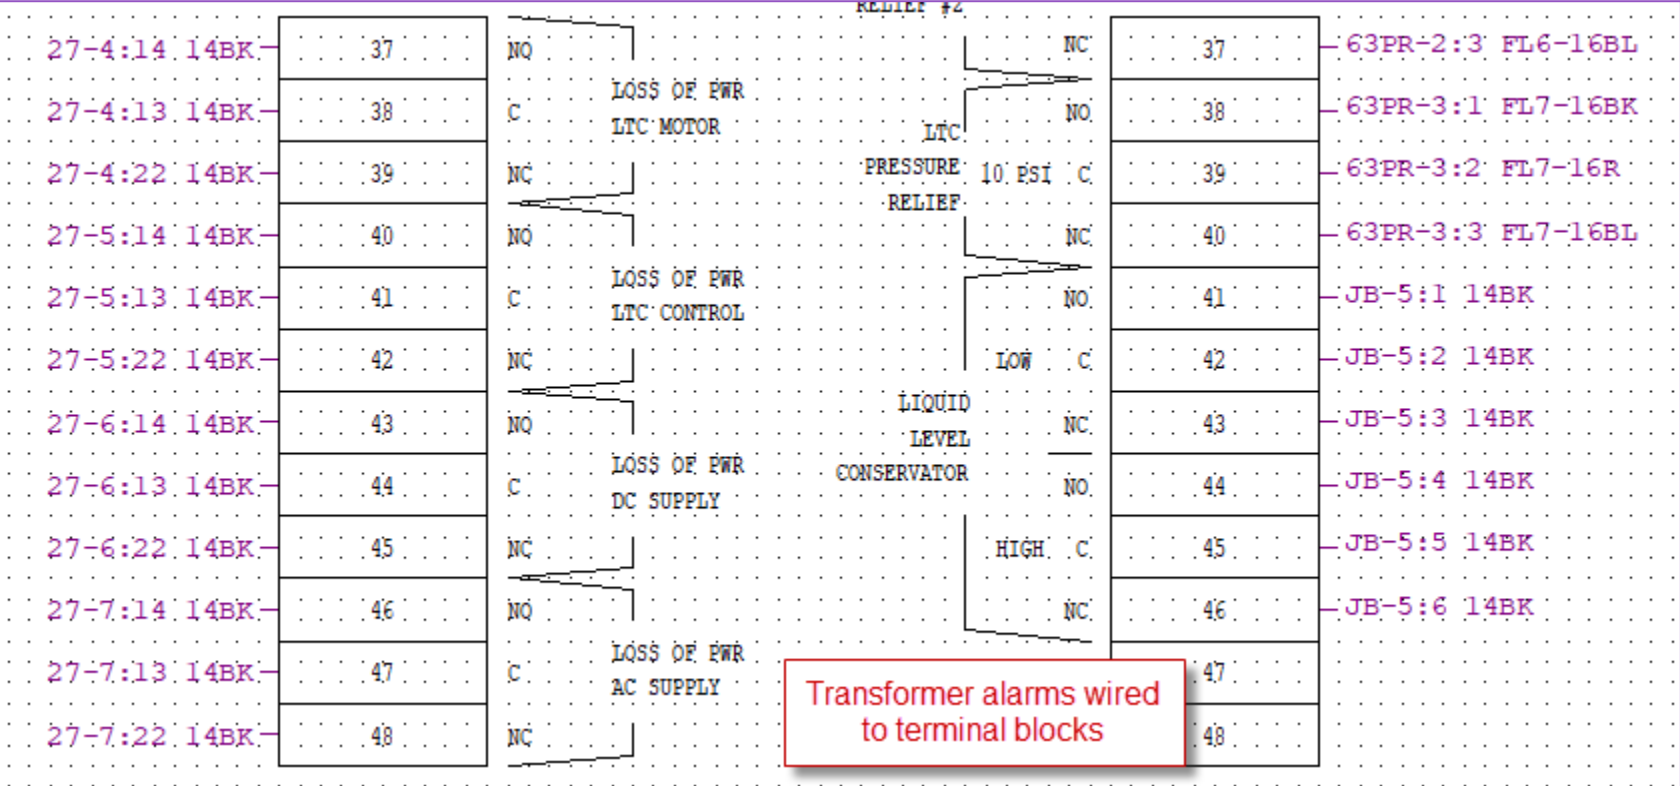 RELIEF #2
27-4:14 14BK 37 NO NC 37 63PR-2:3 FL6-16BL
LOSS OF PWR
27-4:13 14BK 38 C NO 38 63PR-3:1 FL7-16BK
LTC MOTOR LTC
PRESSURE
27-4:22 14BK 39 NC 10 PSI C 39 63PR-3:2 FL7-16R
RELIEF
27-5:14 14BK 40 NO NC 40 63PR-3:3 FL7-16BL
LOSS OF PWR
27-5:13 14BK 41 C NO 41 JB-5:1 14BK
LTC CONTROL
27-5:22 14BK 42 NC LOW C 42 JB-5:2 14BK
LIQUID
27-6:14 14BK 43 NO NC 43 JB-5:3 14BK
LEVEL
LOSS OF PWR CONSERVATOR
27-6:13 14BK 44 C NO 44 JB-5:4 14BK
DC SUPPLY
27-6:22 14BK 45 NC HIGH C 45 JB-5:5 14BK
27-7:14 14BK 46 NO NC 46 JB-5:6 14BK
LOSS OF PWR
27-7:13 14BK 47 C 47
AC SUPPLY
27-7:22 14BK 48 NC 48
Transformer alarms wired
to terminal blocks